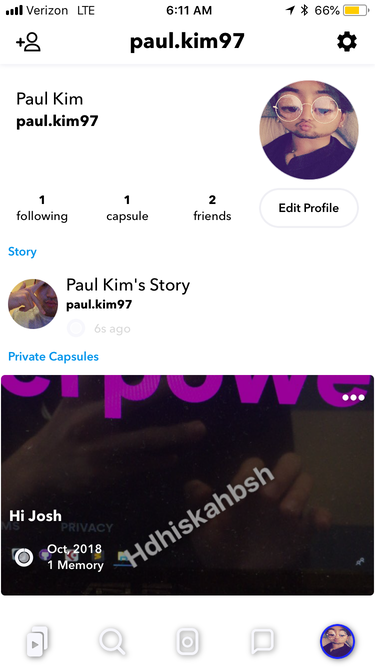 Verizon LTE 6:11 AM 66%
paul.kim97
Paul Kim
paul.kim97
1 1 2
following capsule friends
Edit Profile
Story
Paul Kim's Story
paul.kim97
6s ago
Private Capsules
erpowe
Hi Josh
Hdhiskahbsh
MS PRIVACY
Oct, 2018
1 Memory